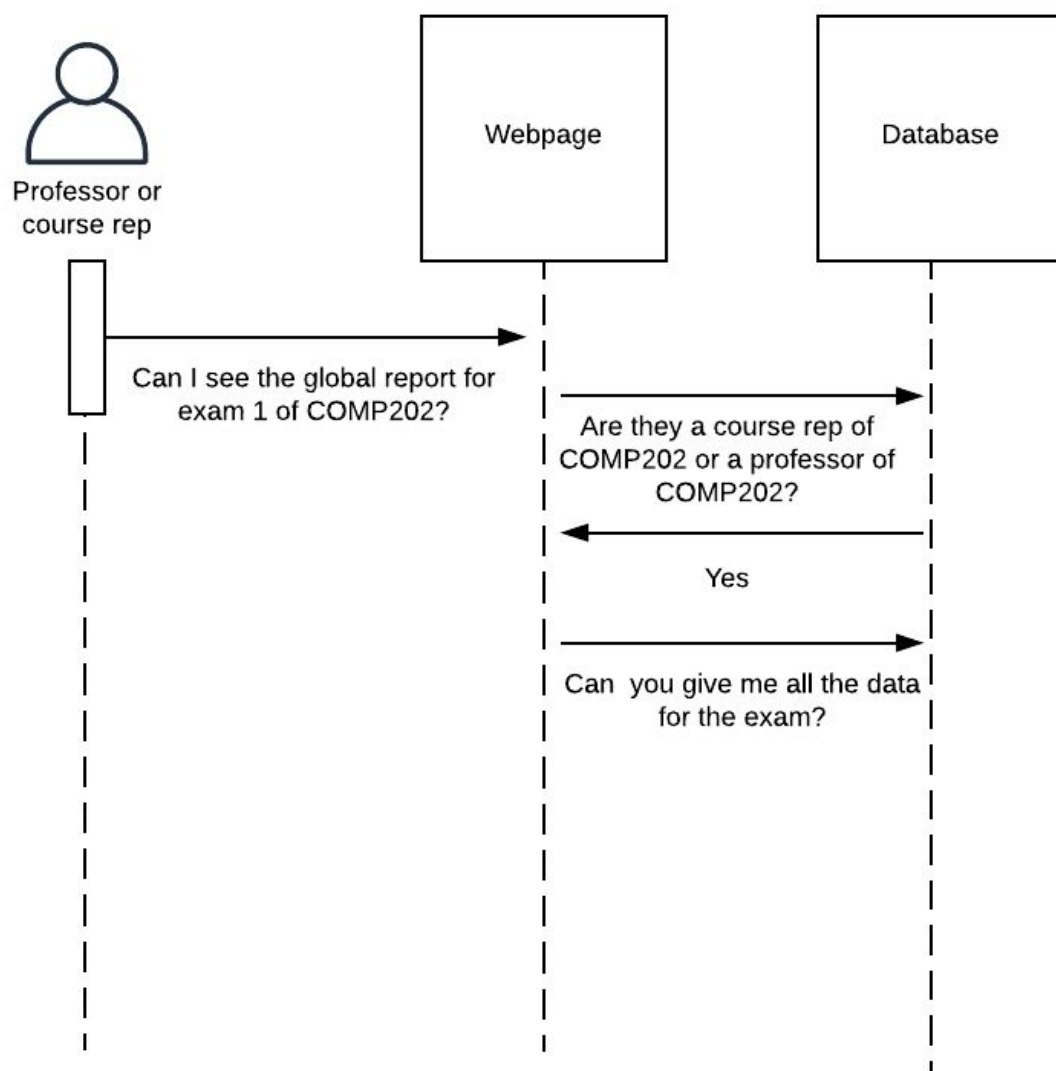 Professor or
course rep
Webpage
Database
Can I see the global report for
exam 1 of COMP202?
Are they a course rep of
COMP202 or a professor of
COMP202?
Yes
Can  you give me all the data
for the exam?